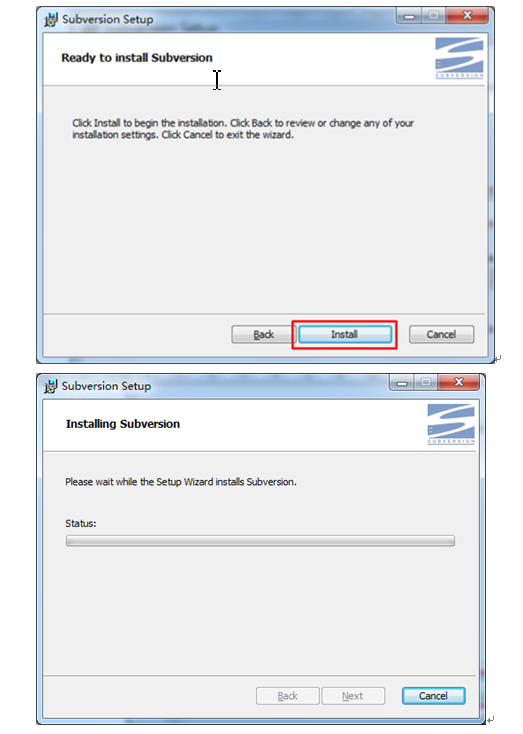 Subversion Setup
Ready to install Subversion
SUBVERSION
Click Install to begin the installation. Click Back to review or change any of your
installation settings. Click Cancel to exit the wizard.
Back
Install
Cancel
Subversion Setup
Installing Subversion
SUBVERSION
Please wait while the Setup Wizard installs Subversion.
Status:
Back
Next
Cancel